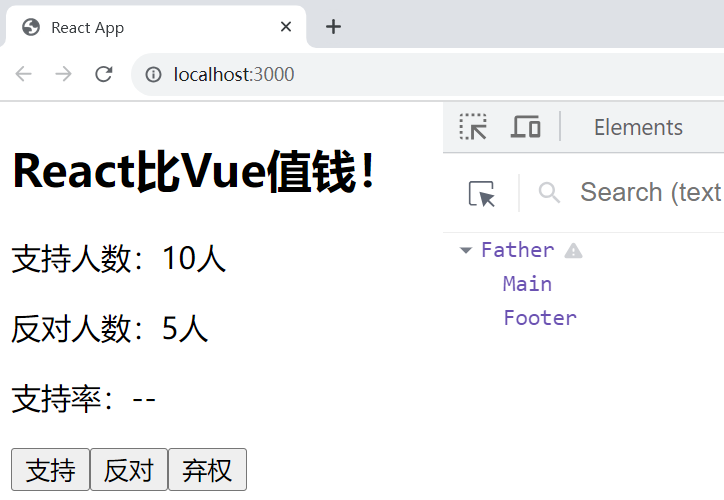 React App
localhost:3000
React比Vue值钱！
支持人数：10人
反对人数：5人
支持率：--
支持 反对 弃权
Elements
Search (text
Father
Main
Footer